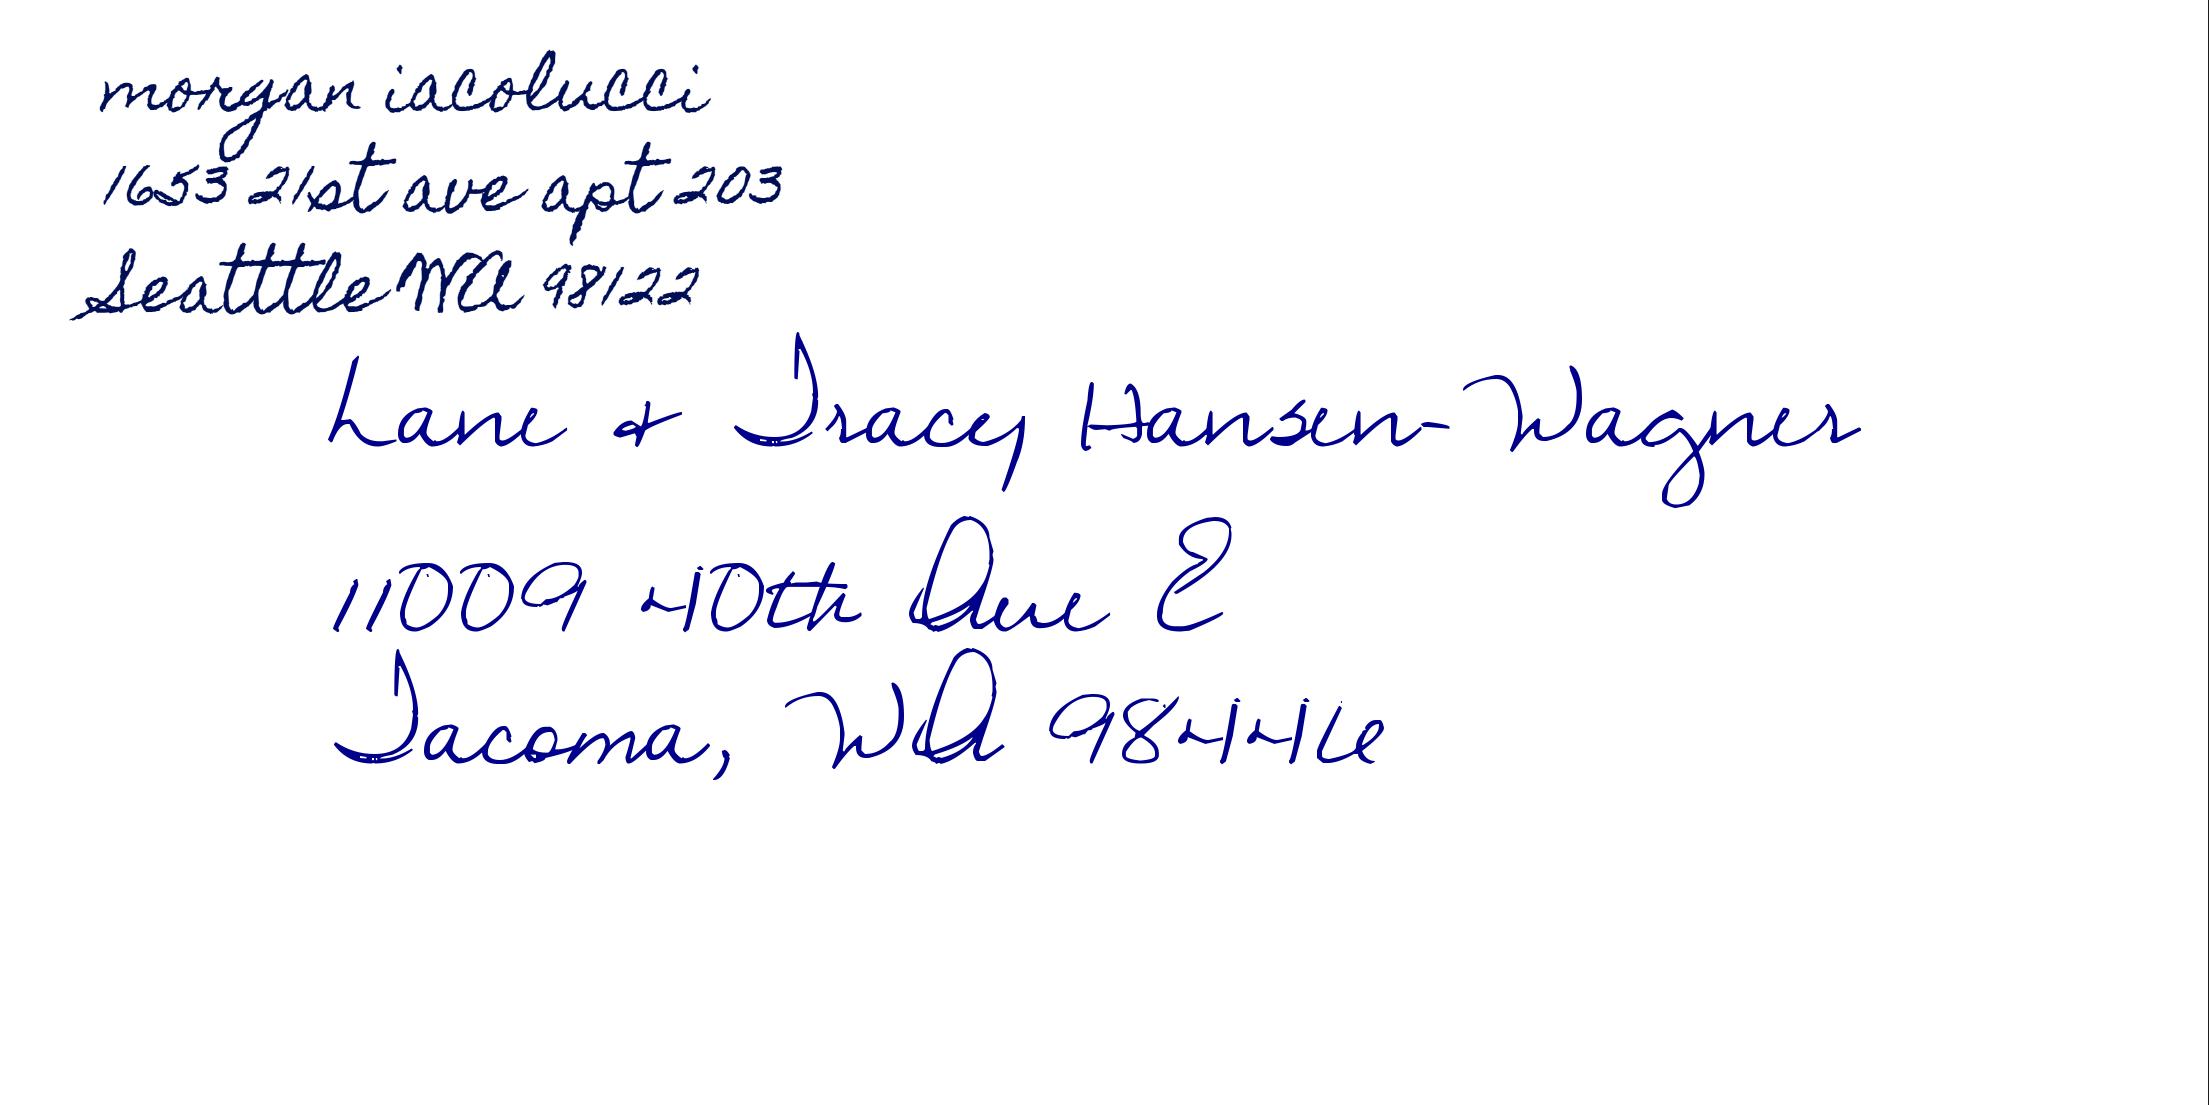 morgan iacolucci
1653 21st ave apt 203
Seatttle WA 98122
Lane & Tracy Hansen-Wagner
11009 40th Ave E
Tacoma, WA 98446